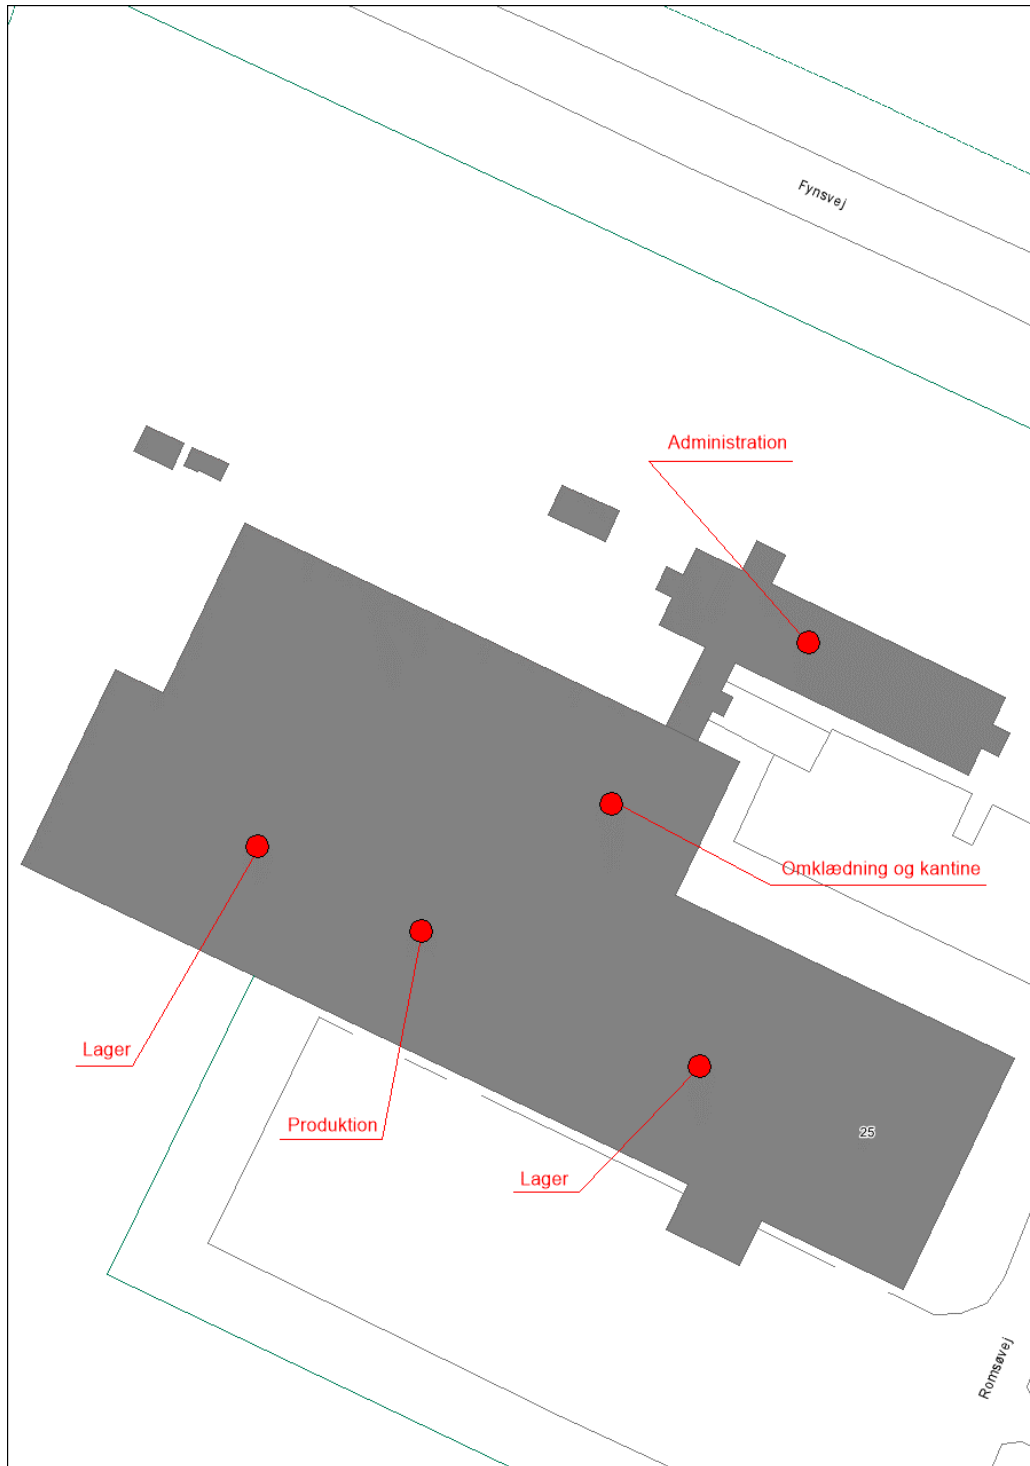 Fynsvej
Administration
Omklædning og kantine
Lager
Produktion
25
Lager
Romsøvej